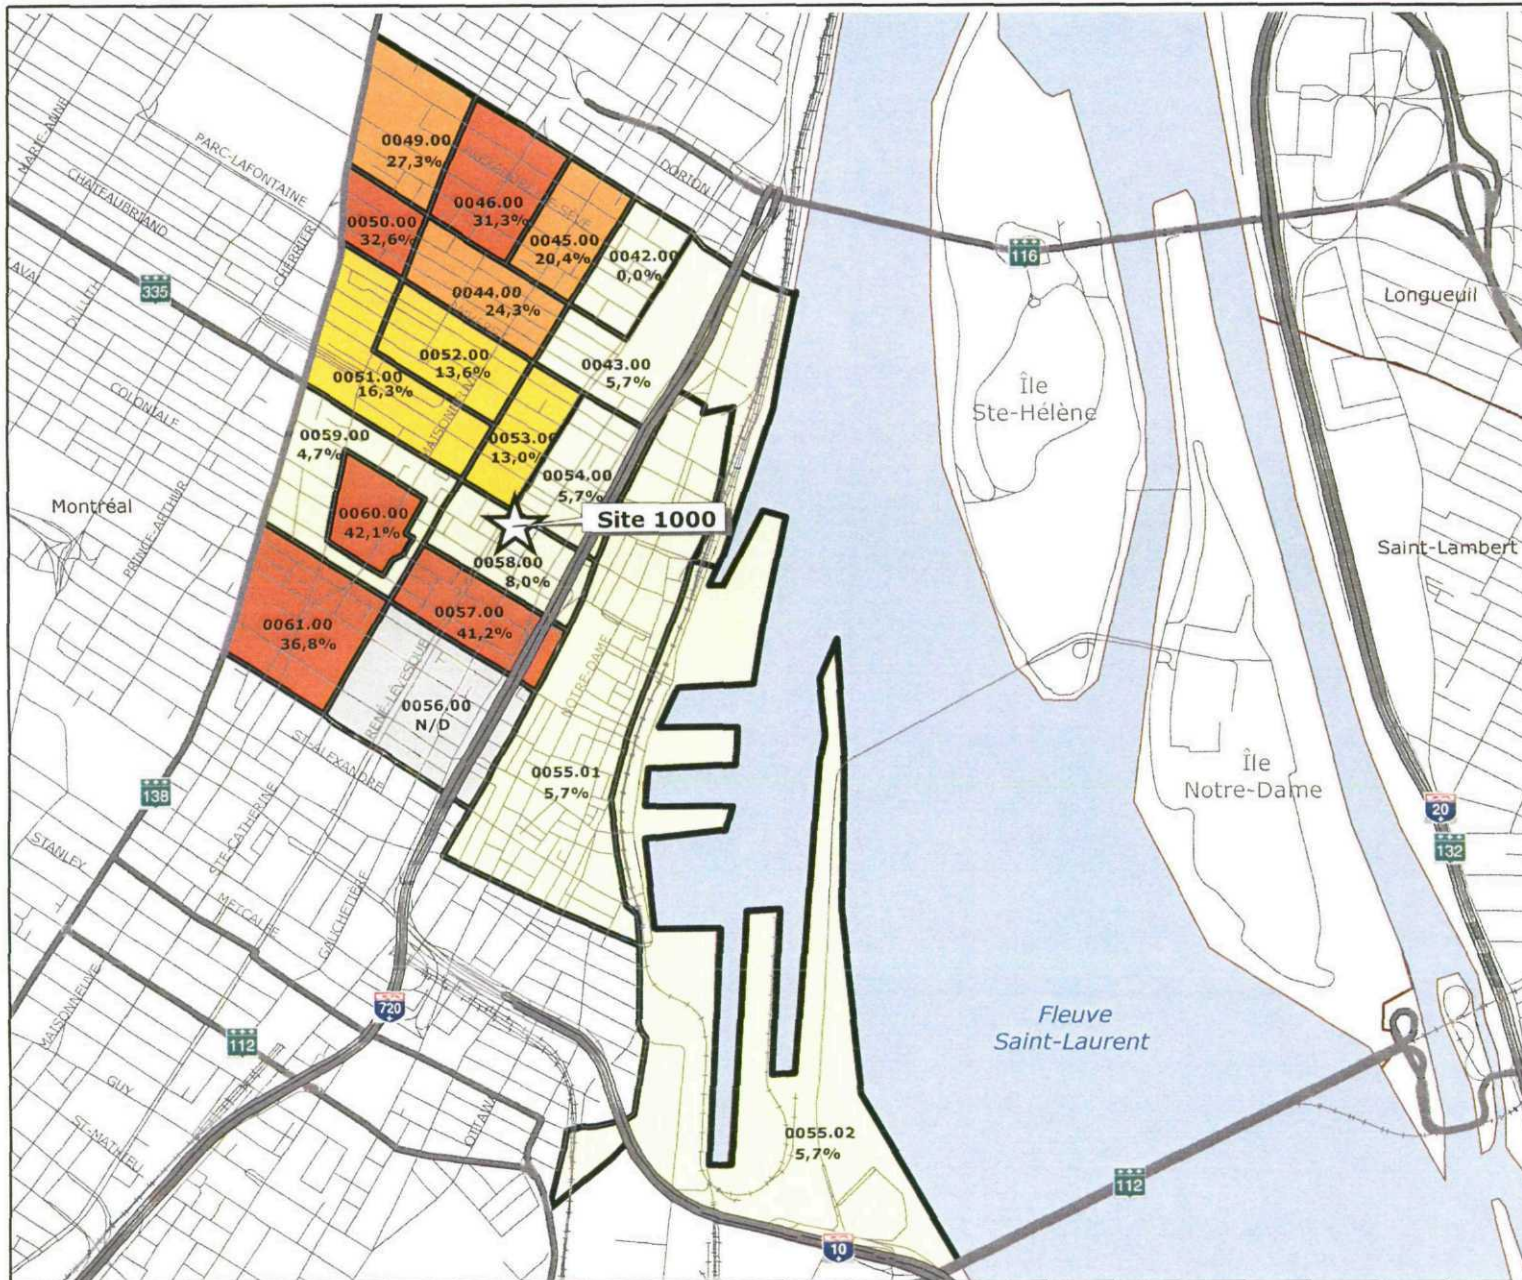 MARIE-ANNE
PARC-LAFONTAINE
CHATEAUBRIAND
CHERRIER
LAVAL
DULUTH
335
COLONIALE
Montréal
PRINCE-ARTHUR
0049.00
27,3%
0046.00
31,3%
0050.00
32,6%
0045.00
20,4%
0042.00
0,0%
DORION
0044.00
24,3%
0052.00
13,6%
0043.00
5,7%
0051.00
16,3%
0059.00
4,7%
0053.00
13,0%
0054.00
5,7%
Site 1000
0060.00
42,1%
0058.00
8,0%
0057.00
41,2%
0061.00
36,8%
RENÉ-LÉVESQUE
NOTRE-DAME
0056.00
N/D
ST-ALEXANDRE
0055.01
5,7%
138
STE-CATHERINE
STANLEY
METCALFE
GAUCHETIÈRE
MAISONNEUVE
720
112
GUY
OTTAWA
ST-MATHIEU
0055.02
5,7%
10
112
116
Longueuil
Île
Ste-Hélène
Saint-Lambert
Île
Notre-Dame
20
132
Fleuve
Saint-Laurent